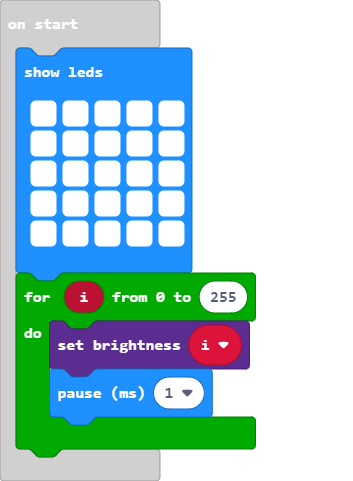 on start
show leds
for i from 0 to 255
do
set brightness i
pause (ms) 1